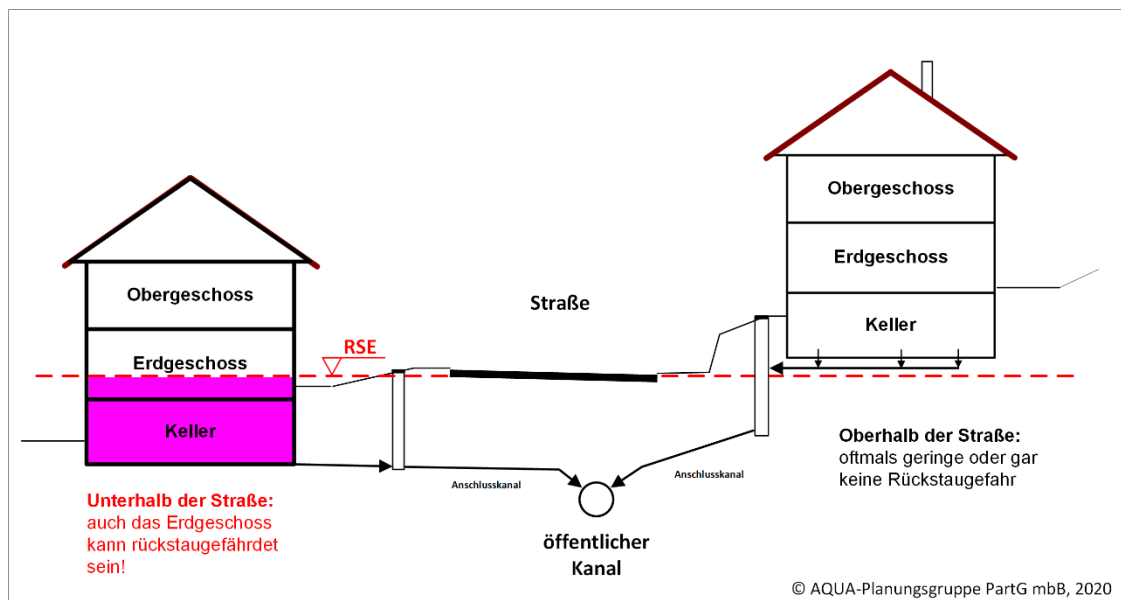 Obergeschoss
Erdgeschoss
Keller
Obergeschoss
Erdgeschoss
Keller
Straße
RSE
Anschlusskanal
Anschlusskanal
öffentlicher
Kanal
Unterhalb der Straße:
auch das Erdgeschoss
kann rückstaugefährdet
sein!
Oberhalb der Straße:
oftmals geringe oder gar
keine Rückstaugefahr
© AQUA-Planungsgruppe PartG mbB, 2020